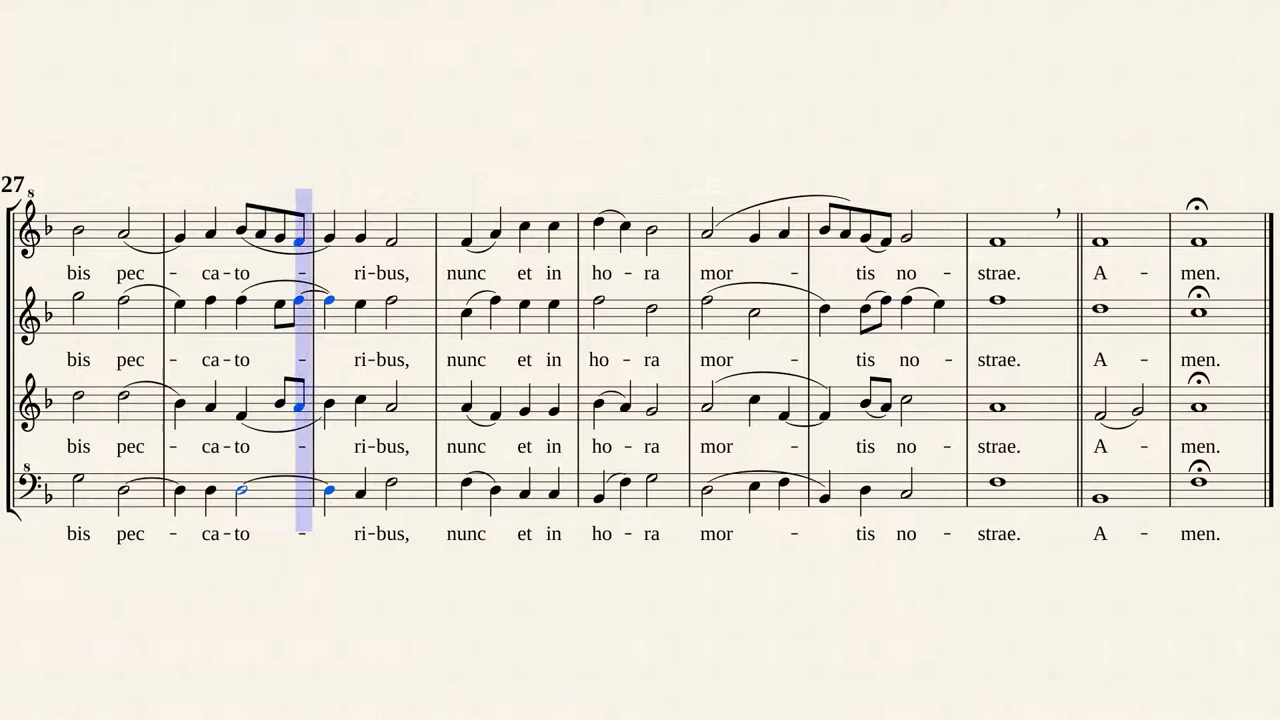 27
8
bis pec - ca - to - ri - bus, nunc et in ho - ra mor - tis no - strae. A - men.
bis pec - ca - to - ri - bus, nunc et in ho - ra mor - tis no - strae. A - men.
bis pec - ca - to - ri - bus, nunc et in ho - ra mor - tis no - strae. A - men.
8
bis pec - ca - to - ri - bus, nunc et in ho - ra mor - tis no - strae. A - men.